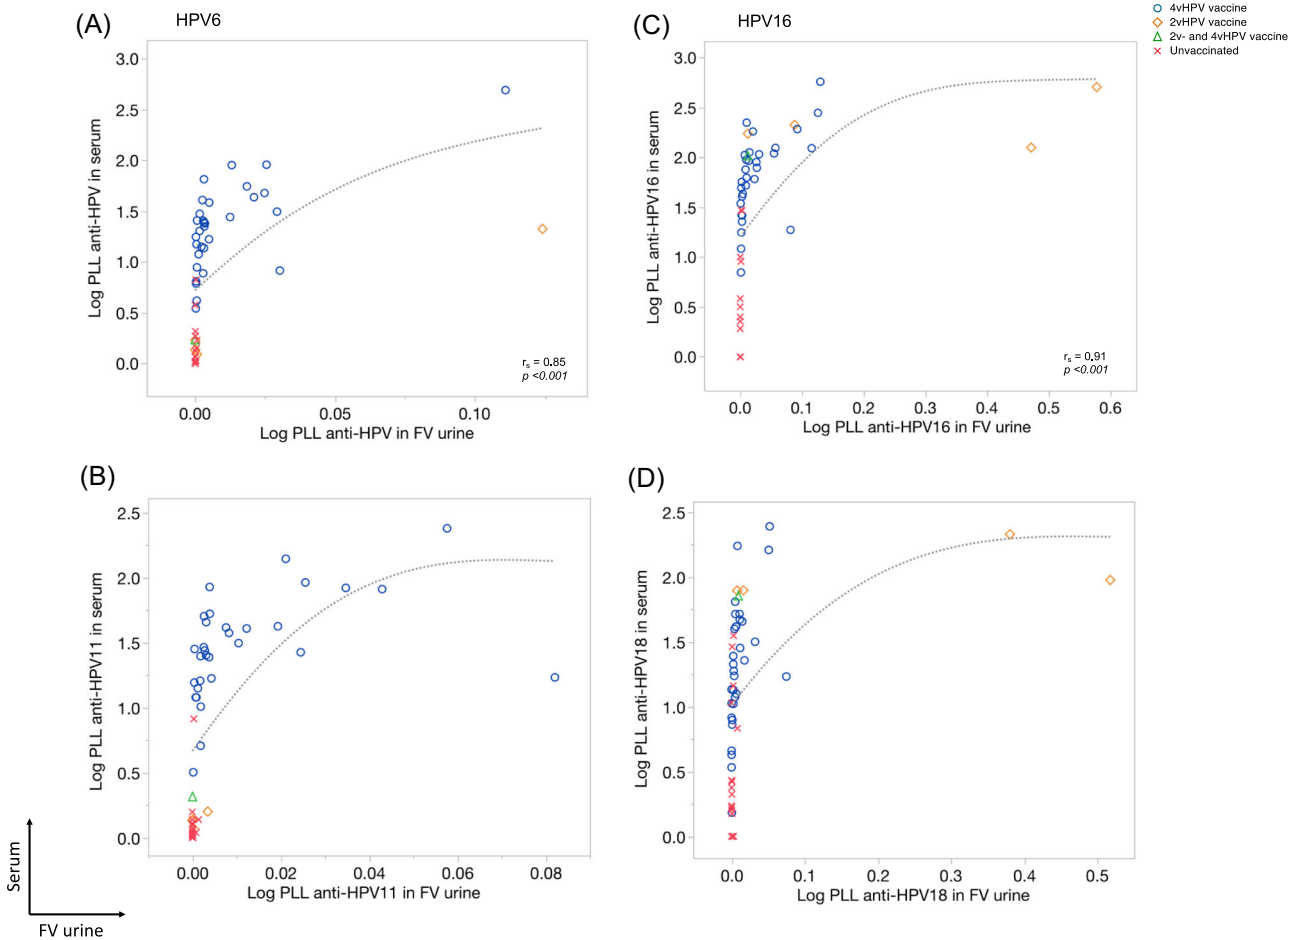 (A) HPV6
3.0
2.5
2.0
1.5
1.0
0.5
0.0
Log PLL anti-HPV in serum
r_s = 0.85
p <0.001
0.00 0.05 0.10
Log PLL anti-HPV in FV urine
(C) HPV16
3.0
2.5
2.0
1.5
1.0
0.5
0.0
Log PLL anti-HPV16 in serum
r_s = 0.91
p <0.001
0.0 0.1 0.2 0.3 0.4 0.5 0.6
Log PLL anti-HPV16 in FV urine
4vHPV vaccine
2vHPV vaccine
2v- and 4vHPV vaccine
Unvaccinated
(B)
2.5
2.0
1.5
1.0
0.5
0.0
Log PLL anti-HPV11 in serum
0.00 0.02 0.04 0.06 0.08
Log PLL anti-HPV11 in FV urine
(D)
2.5
2.0
1.5
1.0
0.5
0.0
Log PLL anti-HPV18 in serum
0.0 0.1 0.2 0.3 0.4 0.5
Log PLL anti-HPV18 in FV urine
Serum
FV urine